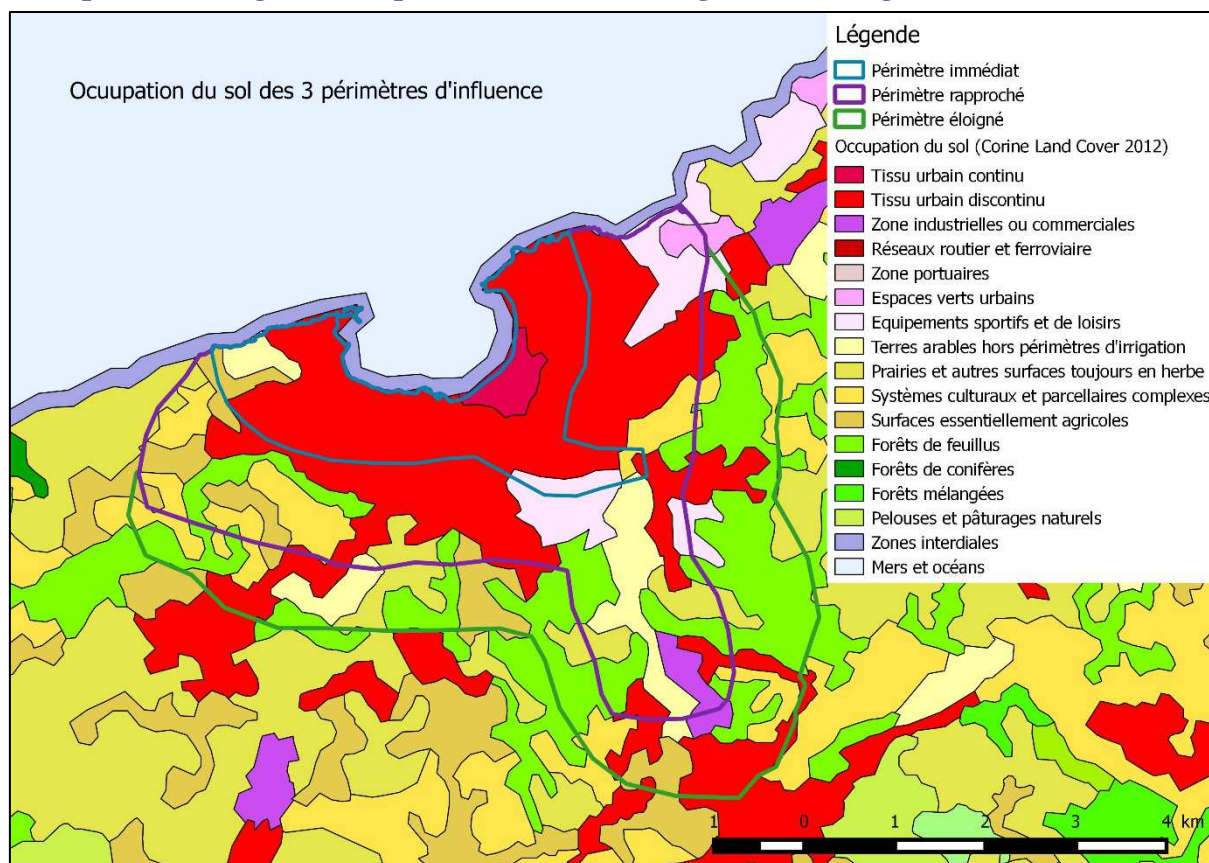 Ocuupation du sol des 3 périmètres d'influence
Légende
Périmètre immédiat
Périmètre rapproché
Périmètre éloigné
Occupation du sol (Corine Land Cover 2012)
Tissu urbain continu
Tissu urbain discontinu
Zone industrielles ou commerciales
Réseaux routier et ferroviaire
Zone portuaires
Espaces verts urbains
Equipements sportifs et de loisirs
Terres arables hors périmètres d'irrigation
Prairies et autres surfaces toujours en herbe
Systèmes culturaux et parcellaires complexes
Surfaces essentiellement agricoles
Forêts de feuillus
Forêts de conifères
Forêts mélangées
Pelouses et pâturages naturels
Zones interdiales
Mers et océans
1 0 1 2 3 4 km